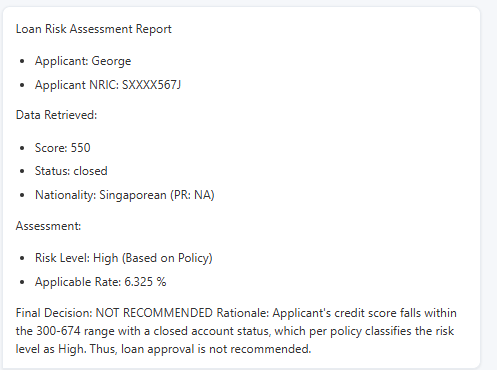 Loan Risk Assessment Report
• Applicant: George
• Applicant NRIC: SXXXX567J
Data Retrieved:
• Score: 550
• Status: closed
• Nationality: Singaporean (PR: NA)
Assessment:
• Risk Level: High (Based on Policy)
• Applicable Rate: 6.325 %
Final Decision: NOT RECOMMENDED Rationale: Applicant's credit score falls within
the 300-674 range with a closed account status, which per policy classifies the risk
level as High. Thus, loan approval is not recommended.